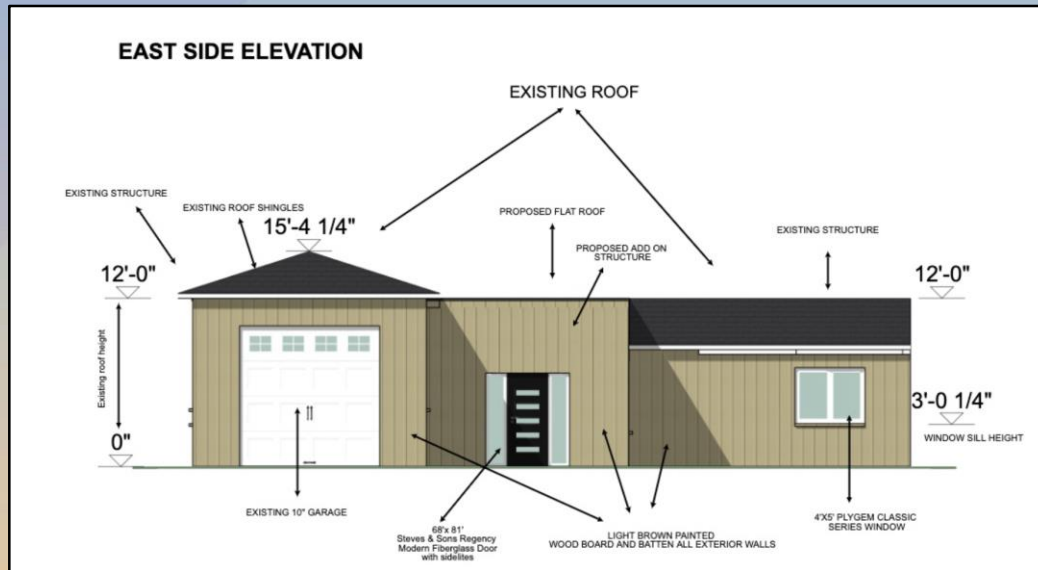 EAST SIDE ELEVATION
EXISTING ROOF
EXISTING STRUCTURE
EXISTING ROOF SHINGLES
15'-4 1/4"
PROPOSED FLAT ROOF
PROPOSED ADD ON
STRUCTURE
EXISTING STRUCTURE
12'-0"
12'-0"
Existing roof height
0"
3'-0 1/4"
WINDOW SILL HEIGHT
EXISTING 10" GARAGE
68'x 81'
Steves & Sons Regency
Modern Fiberglass Door
with sidelites
LIGHT BROWN PAINTED
WOOD BOARD AND BATTEN ALL EXTERIOR WALLS
4'X5' PLYGEM CLASSIC
SERIES WINDOW